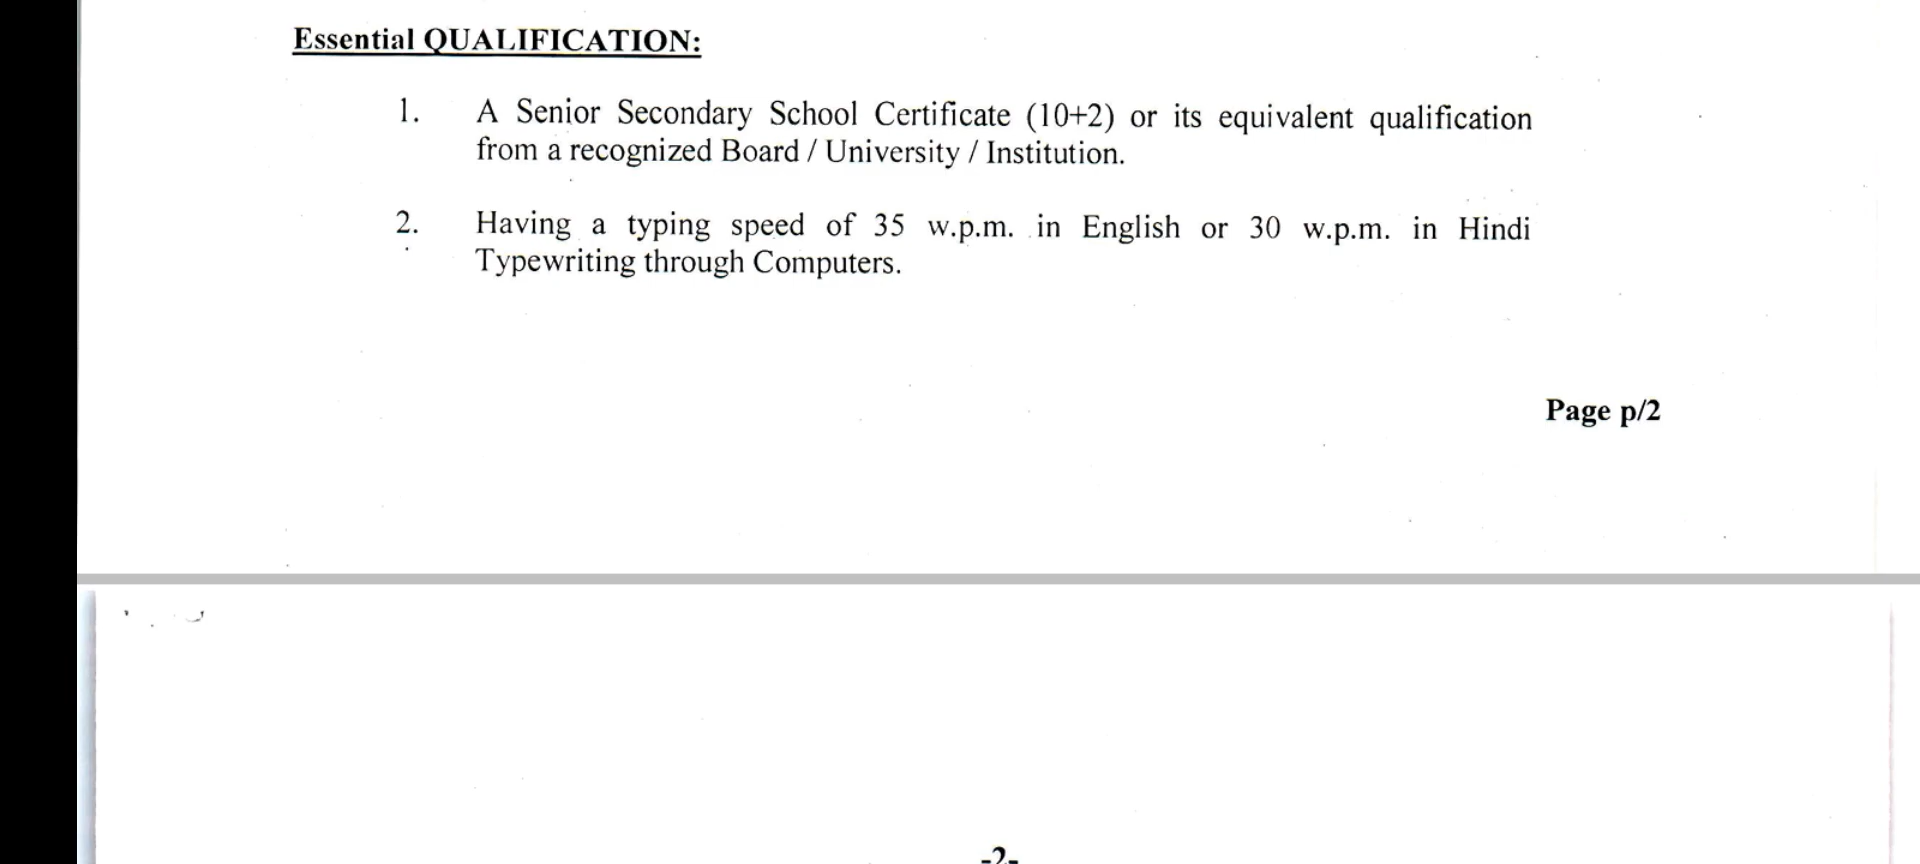 Essential QUALIFICATION:
1. A Senior Secondary School Certificate (10+2) or its equivalent qualification
from a recognized Board / University / Institution.
2. Having a typing speed of 35 w.p.m. in English or 30 w.p.m. in Hindi
Typewriting through Computers.
Page p/2
-2-